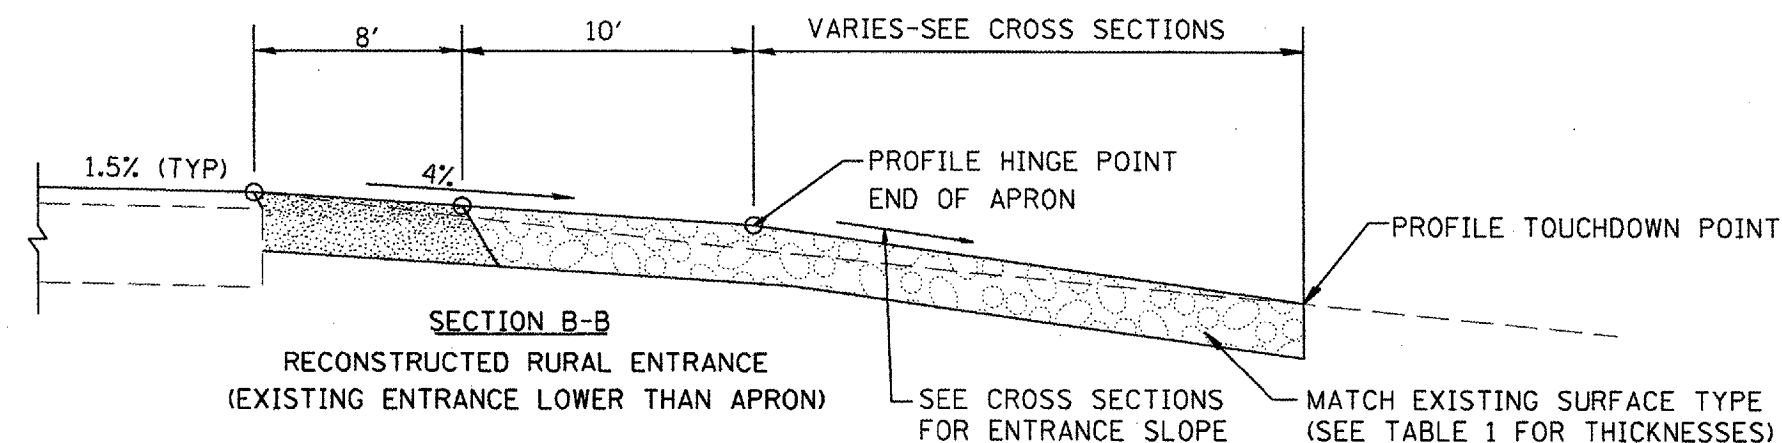 8'
10'
VARIES-SEE CROSS SECTIONS
1.5% (TYP)
4%
PROFILE HINGE POINT
END OF APRON
PROFILE TOUCHDOWN POINT
SECTION B-B
RECONSTRUCTED RURAL ENTRANCE
(EXISTING ENTRANCE LOWER THAN APRON)
SEE CROSS SECTIONS
FOR ENTRANCE SLOPE
MATCH EXISTING SURFACE TYPE
(SEE TABLE 1 FOR THICKNESSES)